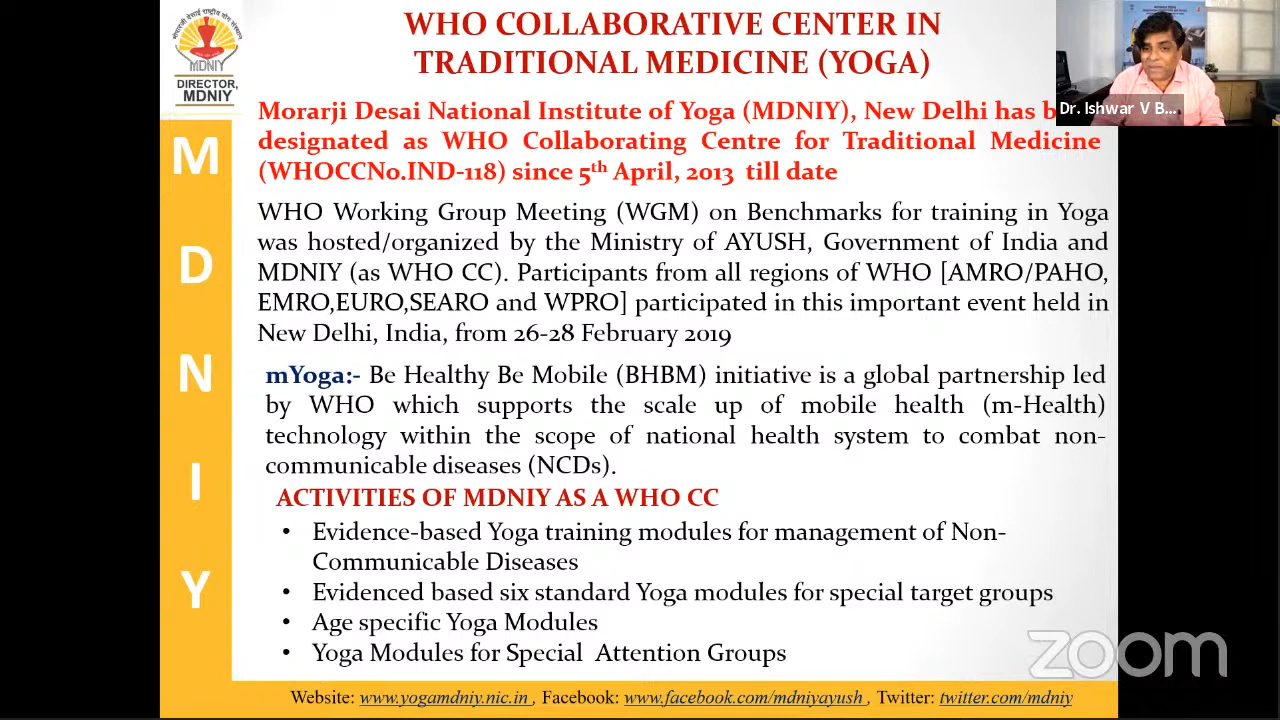 MDNIY
DIRECTOR,
MDNIY
M
D
N
I
Y
WHO COLLABORATIVE CENTER IN
TRADITIONAL MEDICINE (YOGA)
Morarji Desai National Institute of Yoga (MDNIY), New Delhi has b
designated as WHO Collaborating Centre for Traditional Medicine
(WHOCCNo.IND-118) since 5th April, 2013 till date
WHO Working Group Meeting (WGM) on Benchmarks for training in Yoga
was hosted/organized by the Ministry of AYUSH, Government of India and
MDNIY (as WHO CC). Participants from all regions of WHO [AMRO/PAHO,
EMRO,EURO,SEARO and WPRO] participated in this important event held in
New Delhi, India, from 26-28 February 2019
mYoga:- Be Healthy Be Mobile (BHBM) initiative is a global partnership led
by WHO which supports the scale up of mobile health (m-Health)
technology within the scope of national health system to combat non-
communicable diseases (NCDs).
ACTIVITIES OF MDNIY AS A WHO CC
• Evidence-based Yoga training modules for management of Non-
Communicable Diseases
• Evidenced based six standard Yoga modules for special target groups
• Age specific Yoga Modules
• Yoga Modules for Special Attention Groups
Website: www.yogamdniy.nic.in , Facebook: www.facebook.com/mdniyayush , Twitter: twitter.com/mdniy
Dr. Ishwar V B...
zoom